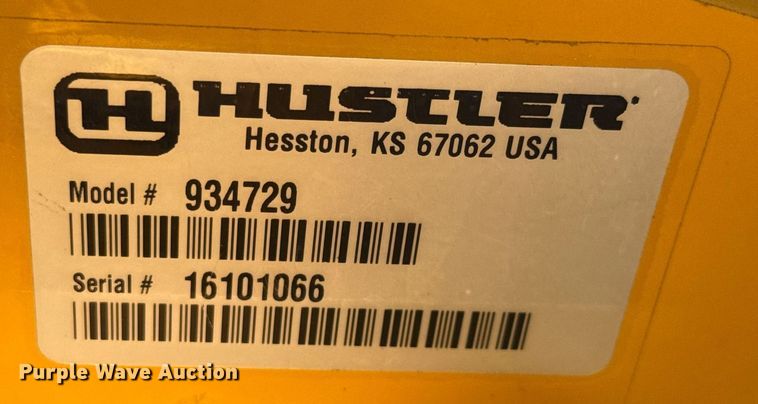 H HUSTLER
Hesston, KS 67062 USA
Model # 934729
Serial # 16101066
Purple Wave Auction